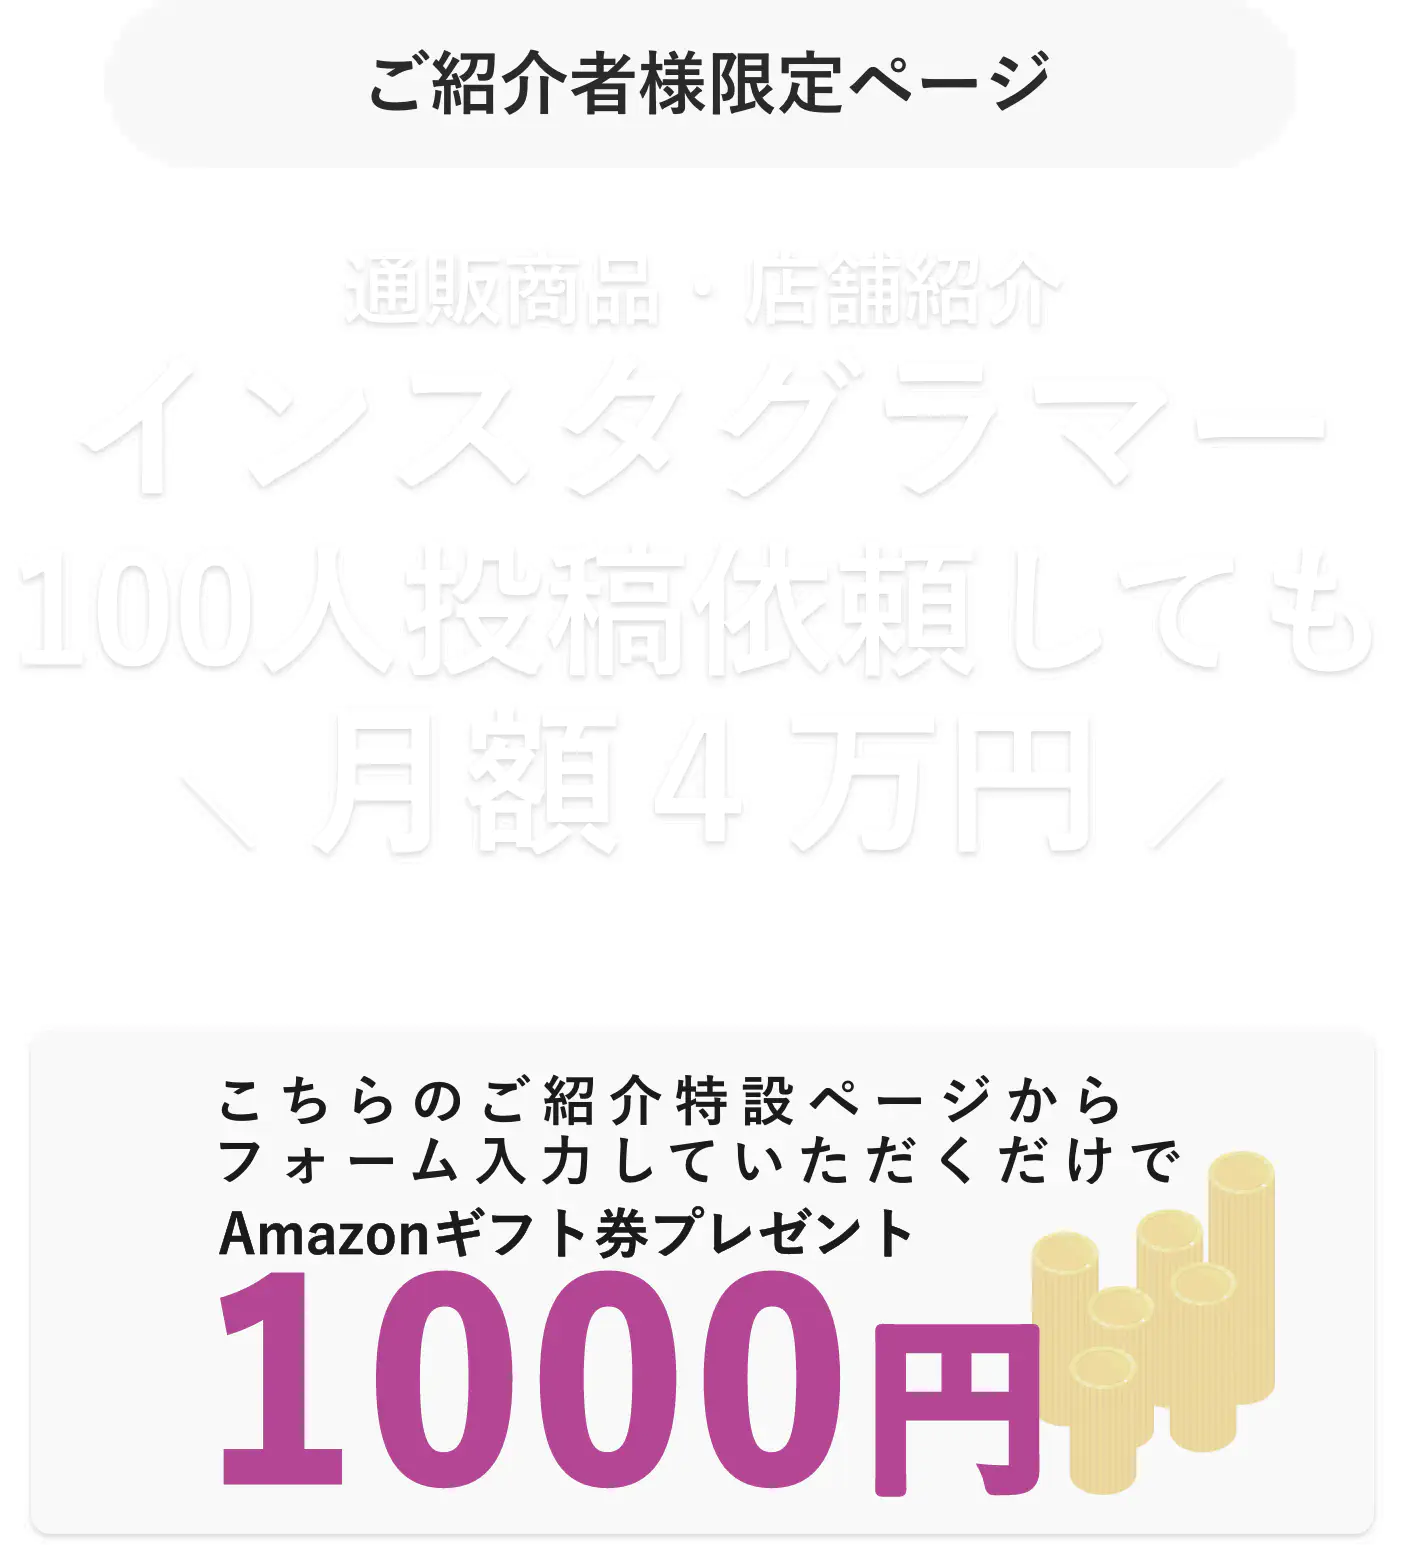 ご紹介者様限定ページ
通販商品・店舗紹介
インスタグラマー
100人投稿依頼しても
＼ 月額４万円 ／
こちらのご紹介特設ページから
フォーム入力していただくだけで
Amazonギフト券プレゼント
1000円